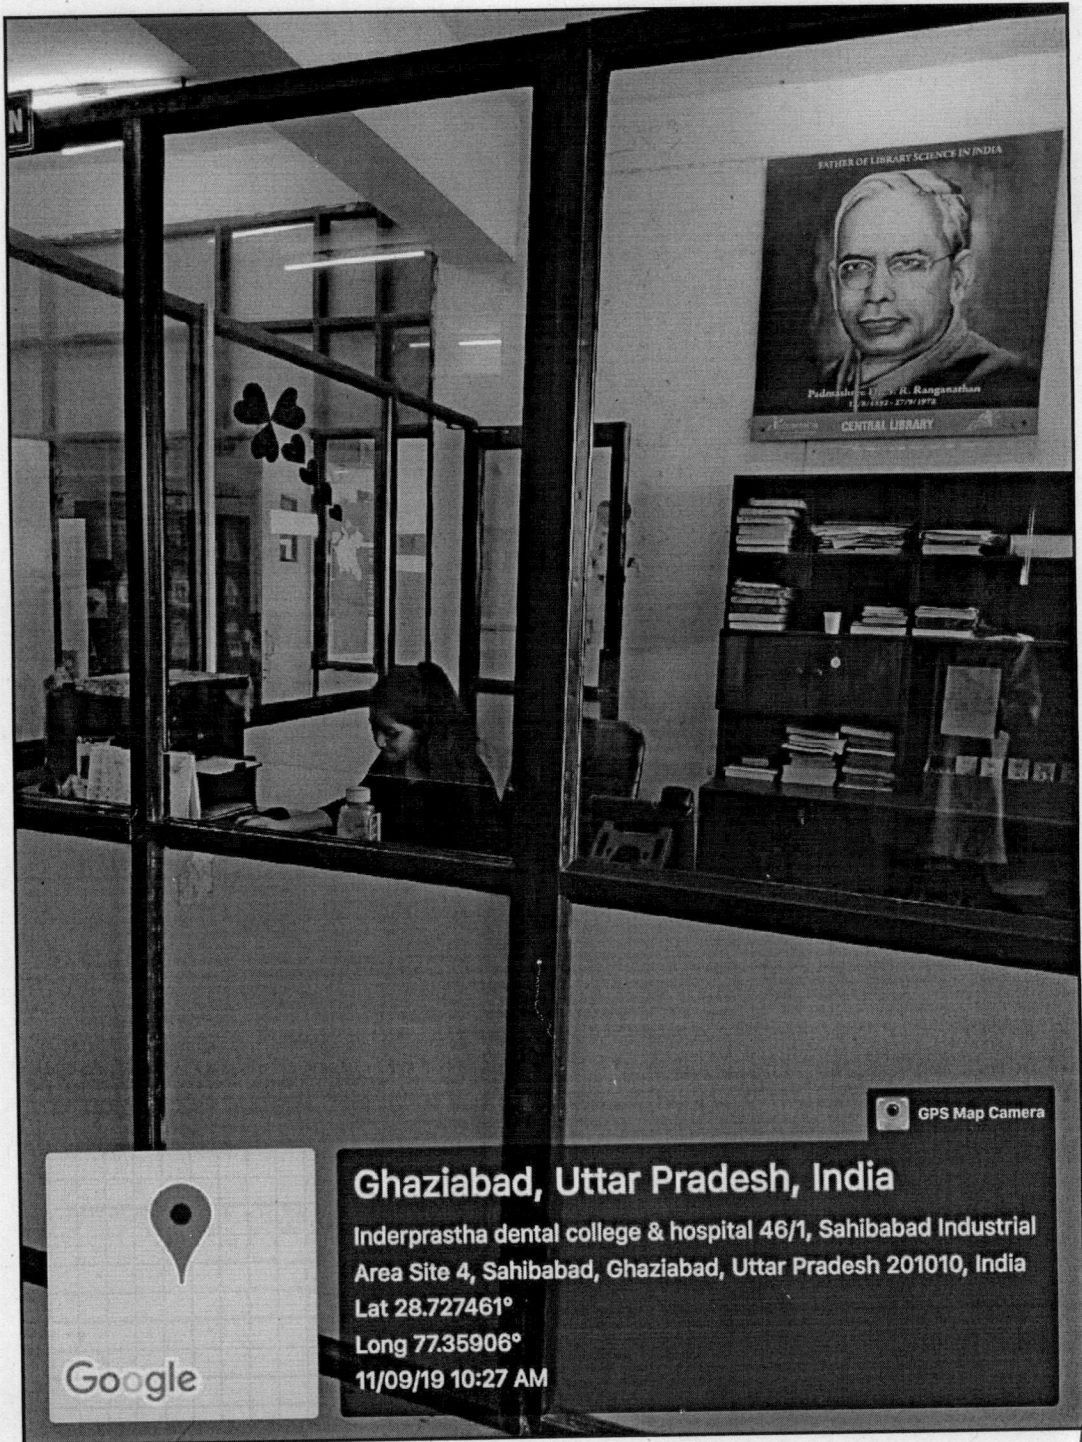 N
FATHER OF LIBRARY SCIENCE IN INDIA
R. Ranganathan
CENTRAL LIBRARY
GPS Map Camera
Ghaziabad, Uttar Pradesh, India
Inderprastha dental college & hospital 46/1, Sahibabad Industrial
Area Site 4, Sahibabad, Ghaziabad, Uttar Pradesh 201010, India
Lat 28.727461°
Long 77.35906°
11/09/19 10:27 AM
Google